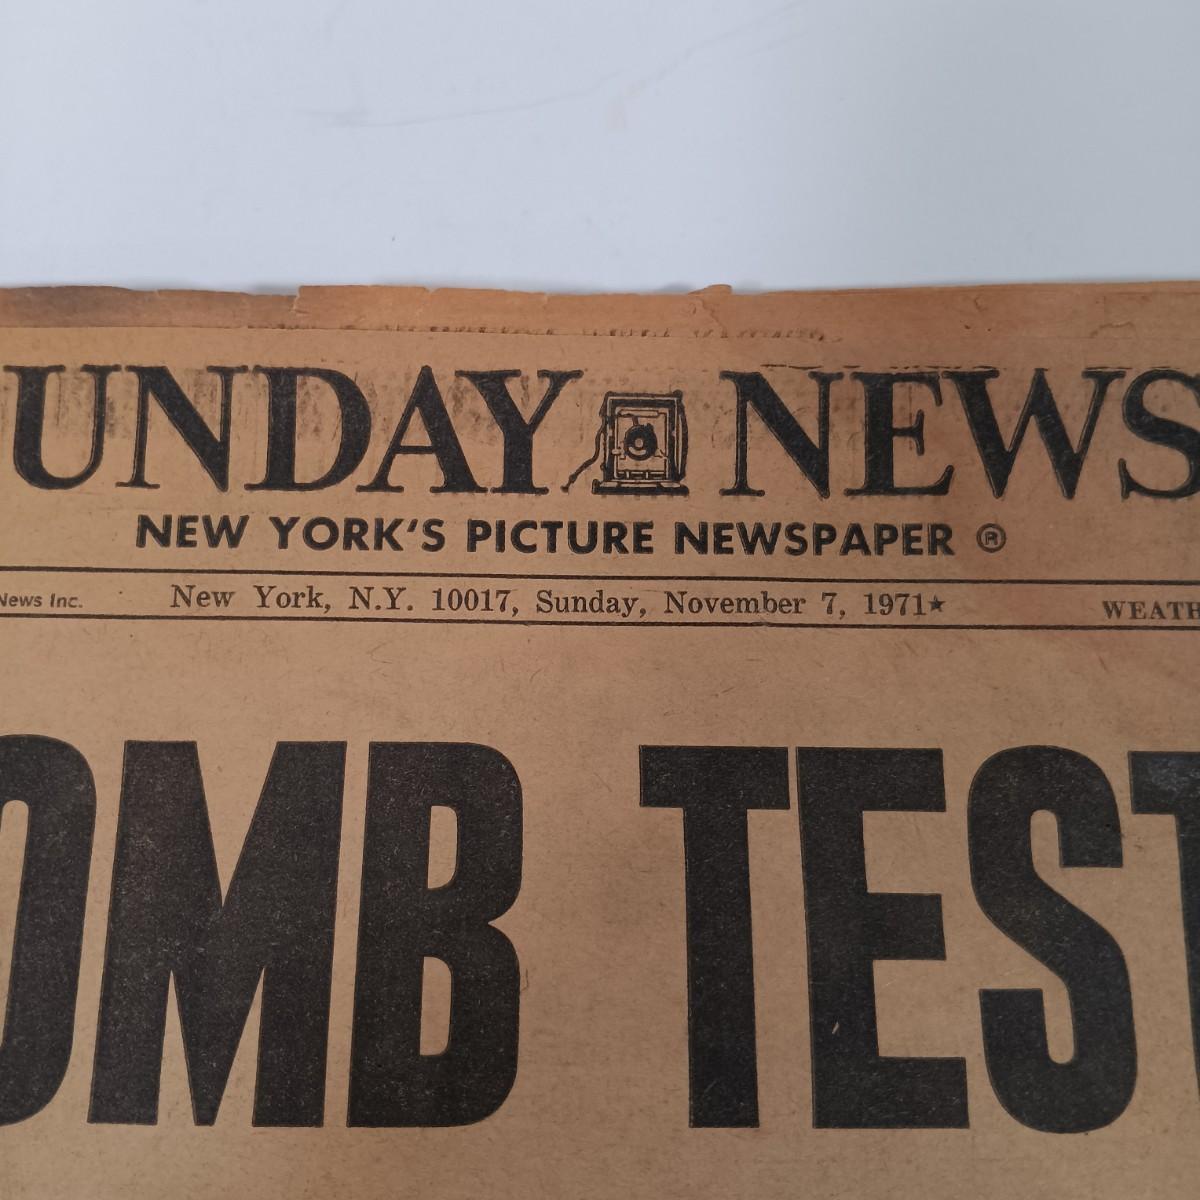 UNDAY NEWS
NEW YORK'S PICTURE NEWSPAPER ®
News Inc. New York, N.Y. 10017, Sunday, November 7, 1971★ WEATH
OMB TEST